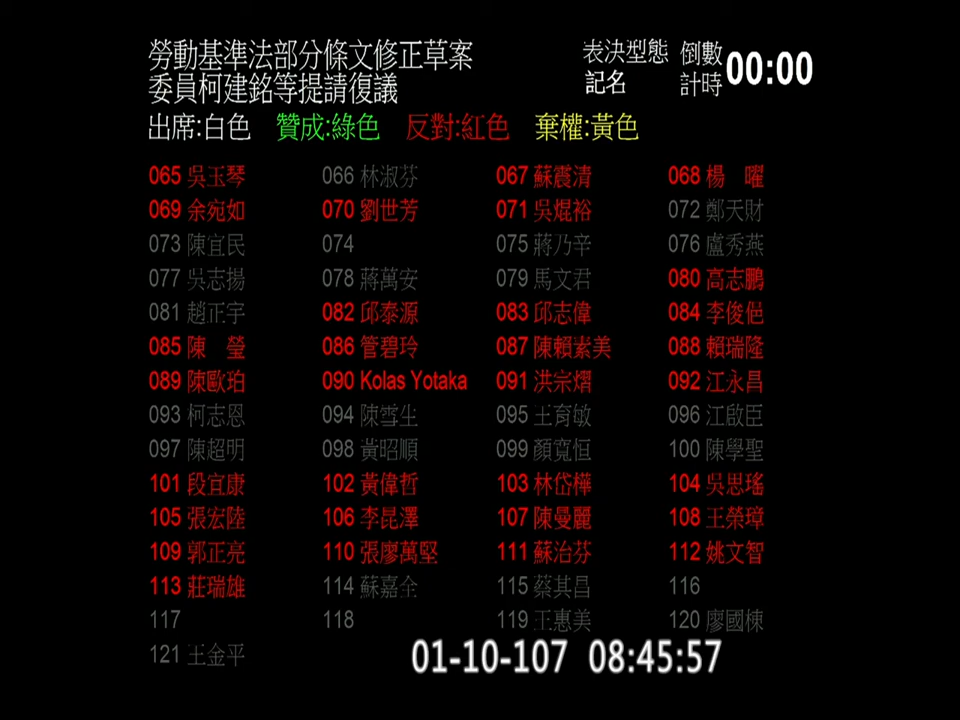 勞動基準法部分條文修正草案 表決型態 倒數 00:00
委員柯建銘等提請復議 記名 計時
出席:白色 贊成:綠色 反對:紅色 棄權:黃色
065 吳玉琴 066 林淑芬 067 蘇震清 068 楊 曜
069 余宛如 070 劉世芳 071 吳焜裕 072 鄭天財
073 陳宜民 074 075 蔣乃辛 076 盧秀燕
077 吳志揚 078 蔣萬安 079 馬文君 080 高志鵬
081 趙正宇 082 邱泰源 083 邱志偉 084 李俊俋
085 陳 瑩 086 管碧玲 087 陳賴素美 088 賴瑞隆
089 陳歐珀 090 Kolas Yotaka 091 洪宗熠 092 江永昌
093 柯志恩 094 陳雪生 095 王育敏 096 江啟臣
097 陳超明 098 黃昭順 099 顏寬恒 100 陳學聖
101 段宜康 102 黃偉哲 103 林岱樺 104 吳思瑤
105 張宏陸 106 李昆澤 107 陳曼麗 108 王榮璋
109 郭正亮 110 張廖萬堅 111 蘇治芬 112 姚文智
113 莊瑞雄 114 蘇嘉全 115 蔡其昌 116
117 118 119 王惠美 120 廖國棟
121 王金平
01-10-107 08:45:57